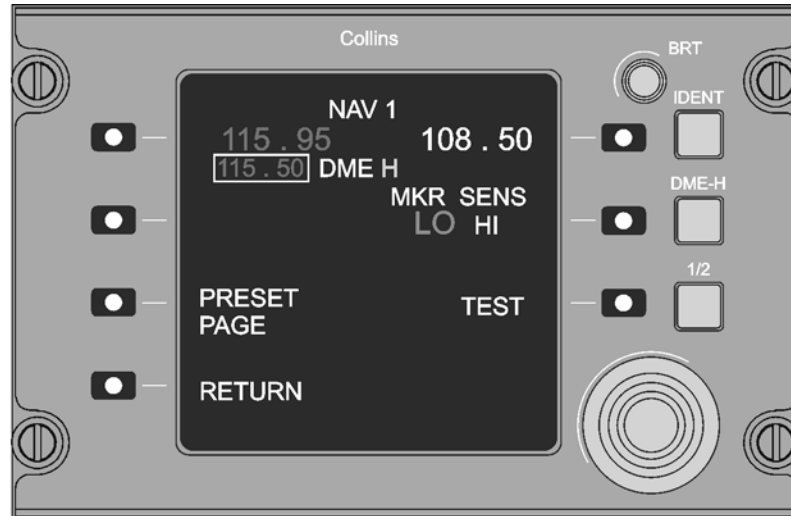 Collins
BRT
NAV 1
IDENT
115 . 95 108 . 50
115 . 50 DME H
DME-H
MKR SENS
LO HI
1/2
PRESET
PAGE
TEST
RETURN